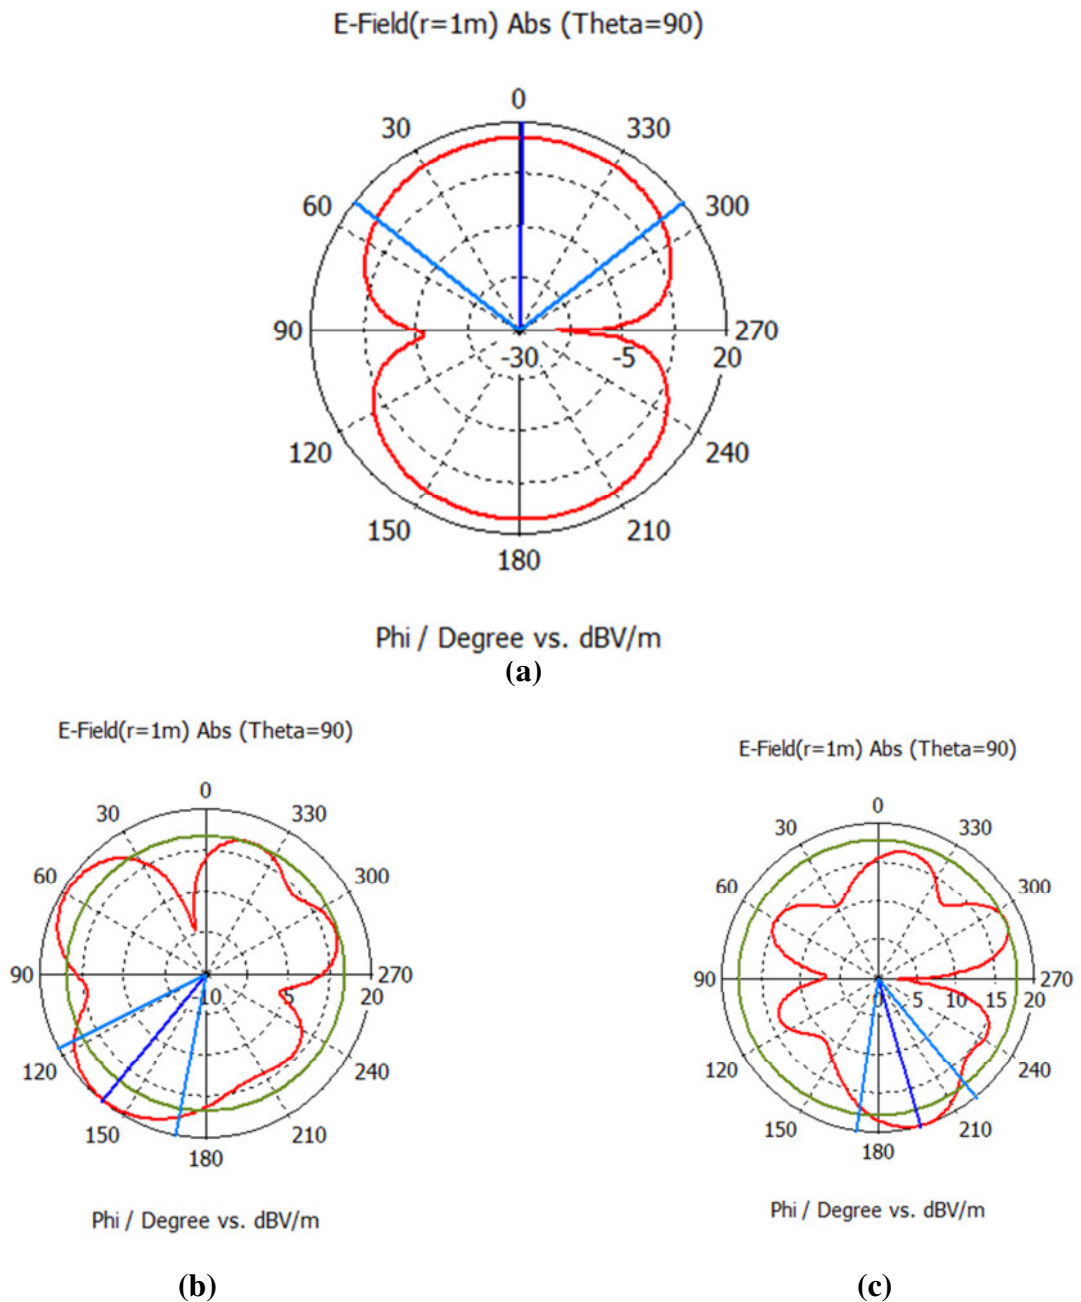 E-Field(r=1m) Abs (Theta=90)
0
30 330
60 300
90 -30 -5 20 270
120 240
150 210
180
Phi / Degree vs. dBV/m
(a)
E-Field(r=1m) Abs (Theta=90)
0
30 330
60 300
90 -10 5 20 270
120 240
150 210
180
Phi / Degree vs. dBV/m
(b)
E-Field(r=1m) Abs (Theta=90)
0
30 330
60 300
90 0 5 10 15 20 270
120 240
150 210
180
Phi / Degree vs. dBV/m
(c)